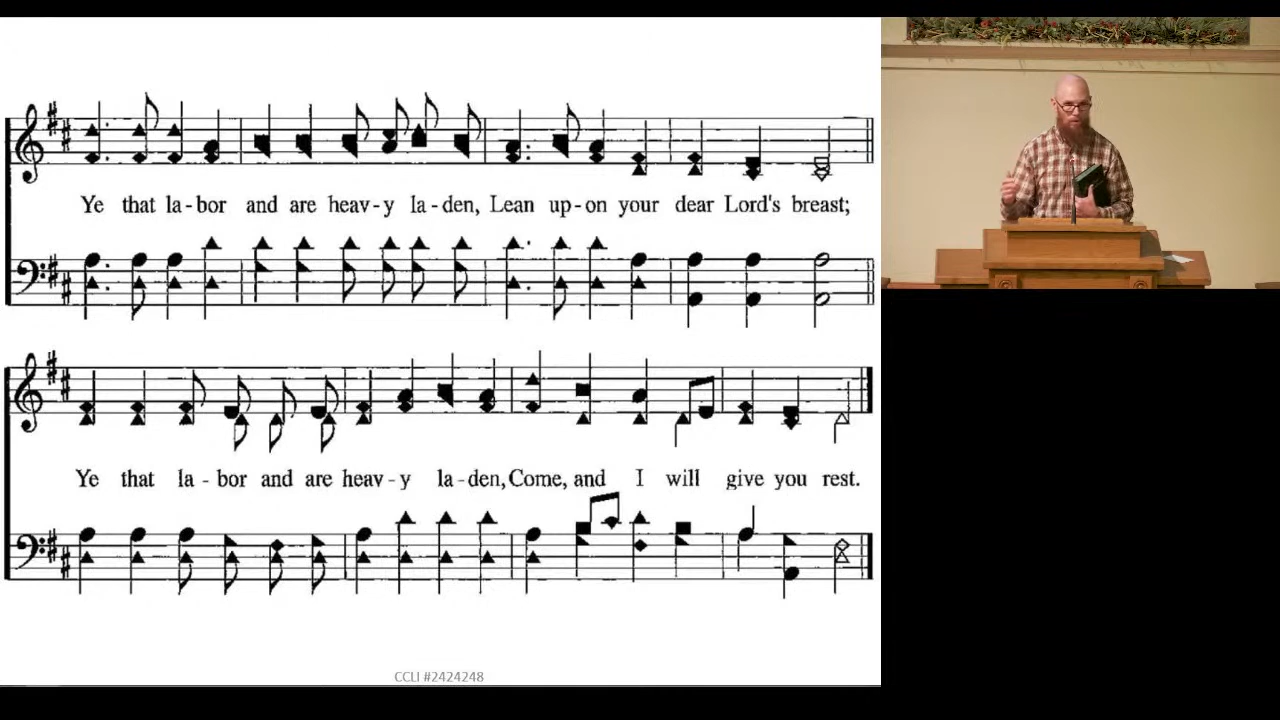 Ye that la-bor and are heav-y la-den, Lean up-on your dear Lord's breast;
Ye that la-bor and are heav-y la-den, Come, and I will give you rest.
CCLI #2424248